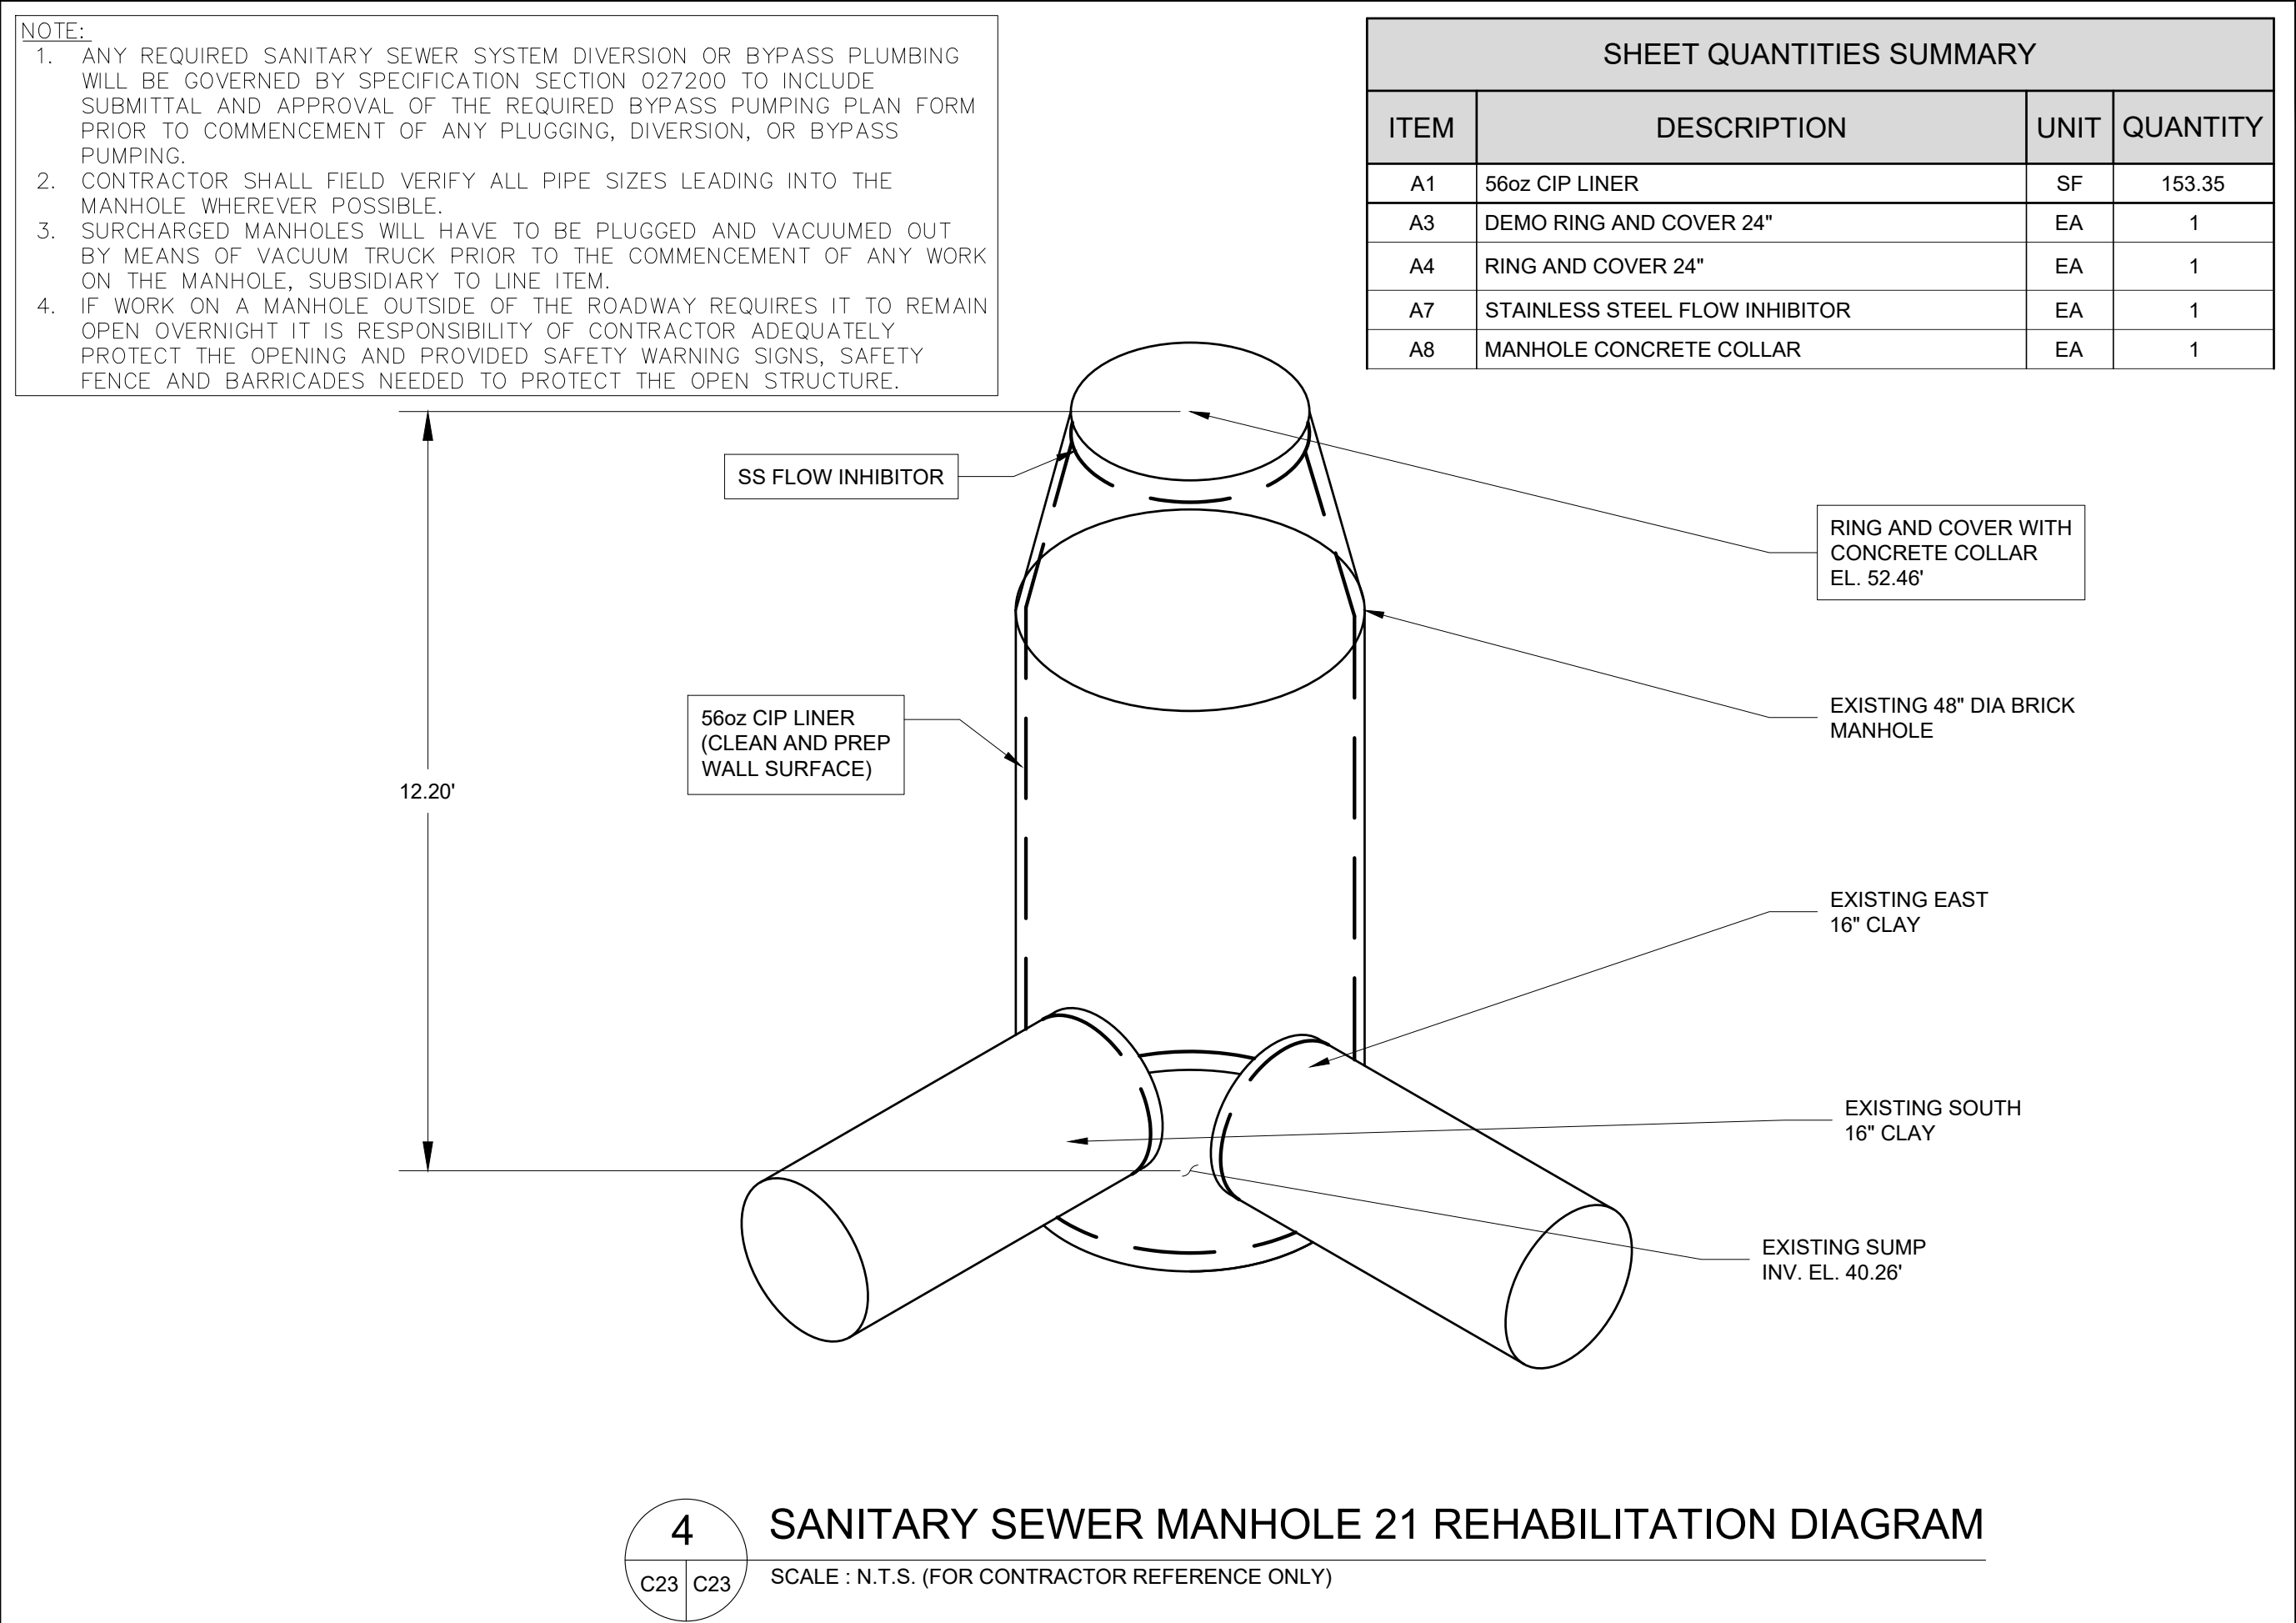 NOTE:
1. ANY REQUIRED SANITARY SEWER SYSTEM DIVERSION OR BYPASS PLUMBING
WILL BE GOVERNED BY SPECIFICATION SECTION 027200 TO INCLUDE
SUBMITTAL AND APPROVAL OF THE REQUIRED BYPASS PUMPING PLAN FORM
PRIOR TO COMMENCEMENT OF ANY PLUGGING, DIVERSION, OR BYPASS
PUMPING.
2. CONTRACTOR SHALL FIELD VERIFY ALL PIPE SIZES LEADING INTO THE
MANHOLE WHEREVER POSSIBLE.
3. SURCHARGED MANHOLES WILL HAVE TO BE PLUGGED AND VACUUMED OUT
BY MEANS OF VACUUM TRUCK PRIOR TO THE COMMENCEMENT OF ANY WORK
ON THE MANHOLE, SUBSIDIARY TO LINE ITEM.
4. IF WORK ON A MANHOLE OUTSIDE OF THE ROADWAY REQUIRES IT TO REMAIN
OPEN OVERNIGHT IT IS RESPONSIBILITY OF CONTRACTOR ADEQUATELY
PROTECT THE OPENING AND PROVIDED SAFETY WARNING SIGNS, SAFETY
FENCE AND BARRICADES NEEDED TO PROTECT THE OPEN STRUCTURE.
SHEET QUANTITIES SUMMARY
ITEM DESCRIPTION UNIT QUANTITY
A1 56oz CIP LINER SF 153.35
A3 DEMO RING AND COVER 24" EA 1
A4 RING AND COVER 24" EA 1
A7 STAINLESS STEEL FLOW INHIBITOR EA 1
A8 MANHOLE CONCRETE COLLAR EA 1
SS FLOW INHIBITOR
RING AND COVER WITH
CONCRETE COLLAR
EL. 52.46'
56oz CIP LINER
(CLEAN AND PREP
WALL SURFACE)
EXISTING 48" DIA BRICK
MANHOLE
12.20'
EXISTING EAST
16" CLAY
EXISTING SOUTH
16" CLAY
EXISTING SUMP
INV. EL. 40.26'
4
C23 C23
SANITARY SEWER MANHOLE 21 REHABILITATION DIAGRAM
SCALE : N.T.S. (FOR CONTRACTOR REFERENCE ONLY)